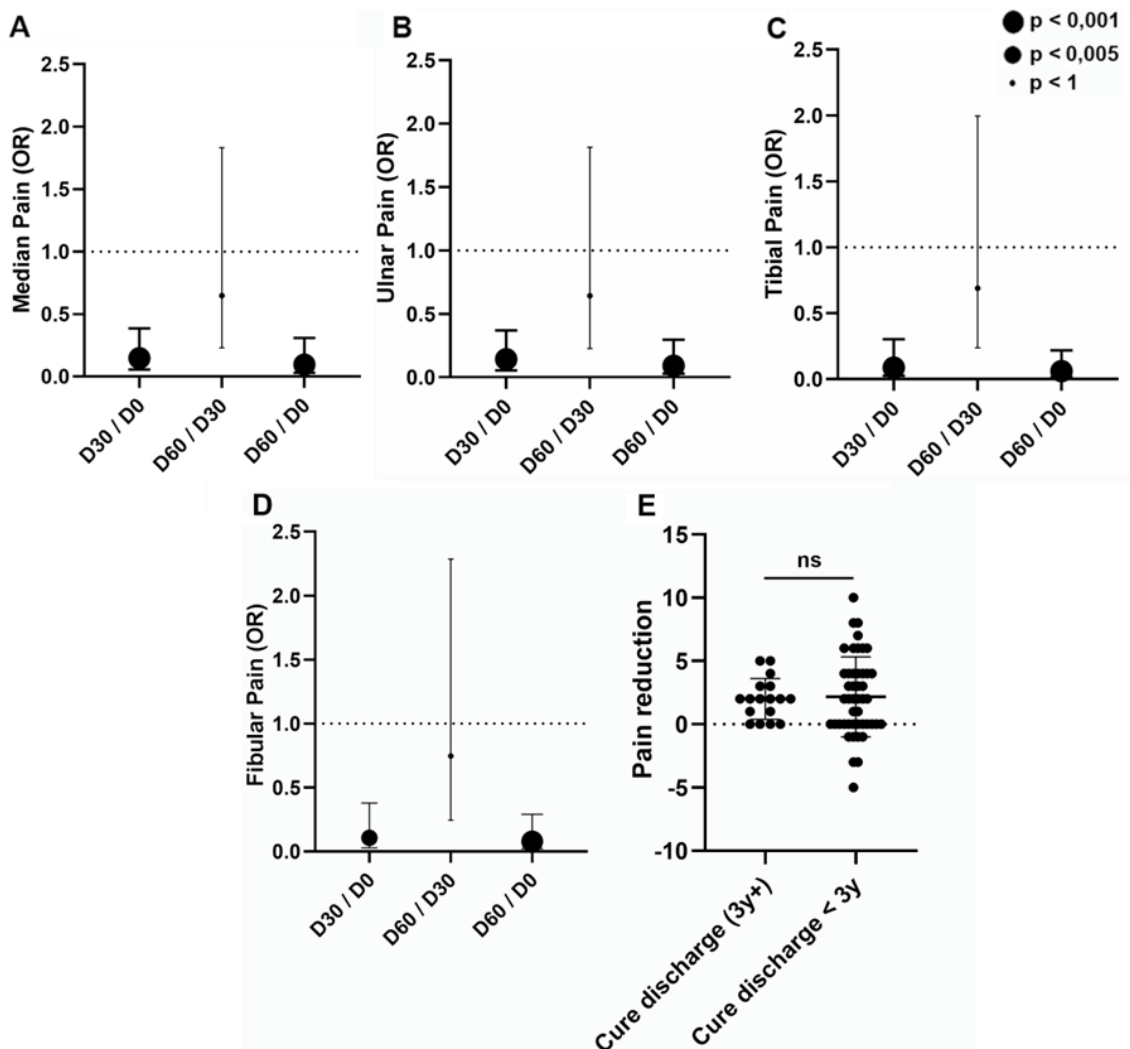 A
Median Pain (OR)
2.5
2.0
1.5
1.0
0.5
0.0
D30 / D0
D60 / D30
D60 / D0
B
Ulnar Pain (OR)
2.5
2.0
1.5
1.0
0.5
0.0
D30 / D0
D60 / D30
D60 / D0
C
Tibial Pain (OR)
2.5
2.0
1.5
1.0
0.5
0.0
D30 / D0
D60 / D30
D60 / D0
p < 0,001
p < 0,005
p < 1
D
Fibular Pain (OR)
2.5
2.0
1.5
1.0
0.5
0.0
D30 / D0
D60 / D30
D60 / D0
E
Pain reduction
15
10
5
0
-5
-10
ns
Cure discharge (3y+)
Cure discharge < 3y